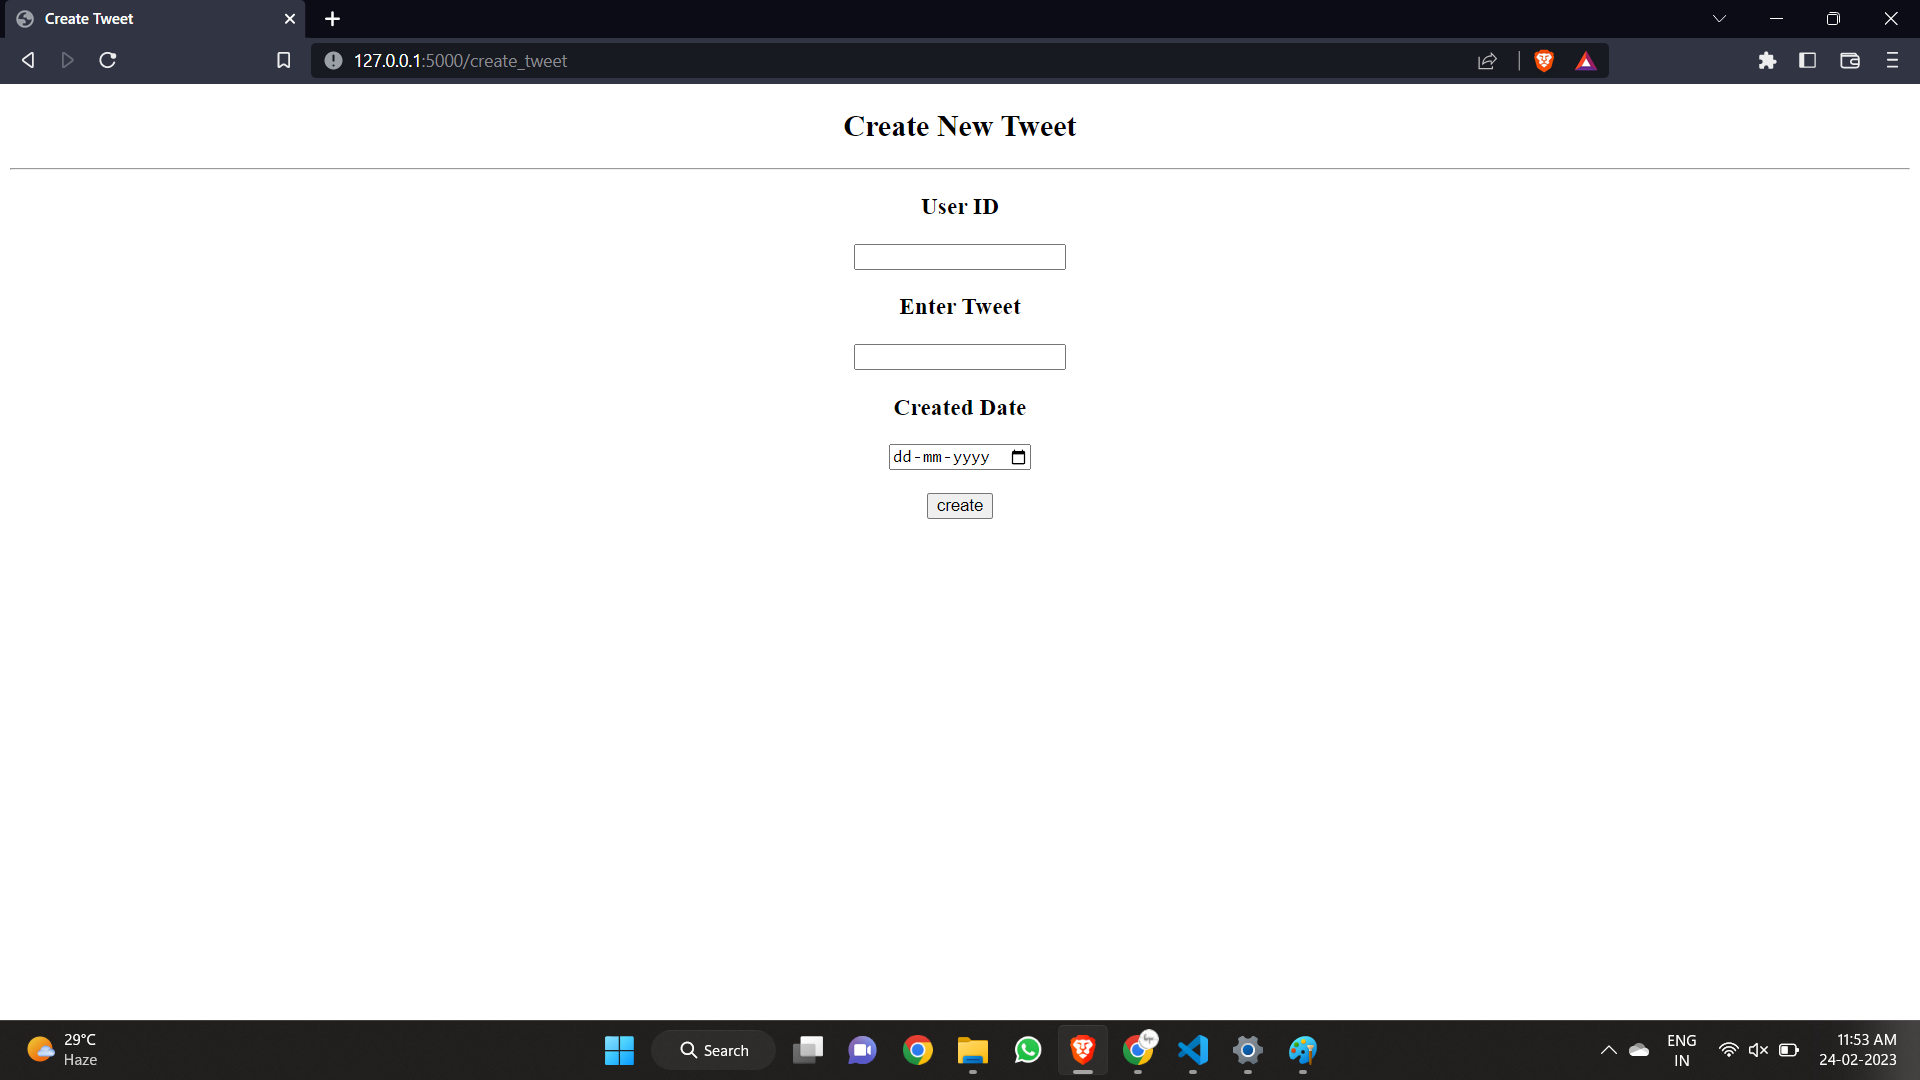 Create Tweet
127.0.0.1:5000/create_tweet
Create New Tweet
User ID
Enter Tweet
Created Date
dd-mm-yyyy
create
29°C
Haze
Search
ENG
IN
11:53 AM
24-02-2023